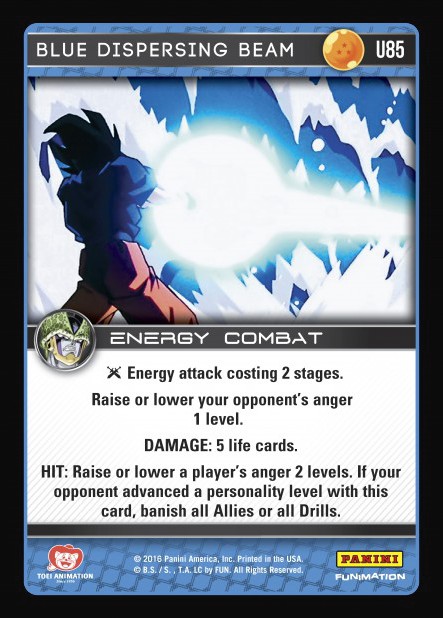 BLUE DISPERSING BEAM U85
ENERGY COMBAT
Energy attack costing 2 stages.
Raise or lower your opponent's anger
1 level.
DAMAGE: 5 life cards.
HIT: Raise or lower a player's anger 2 levels. If your
opponent advanced a personality level with this
card, banish all Allies or all Drills.
© 2016 Panini America, Inc. Printed in the USA.
© B.S. / S. , T.A. LC by FUN. All Rights Reserved.
TOEI ANIMATION
PANINI
FUNIMATION